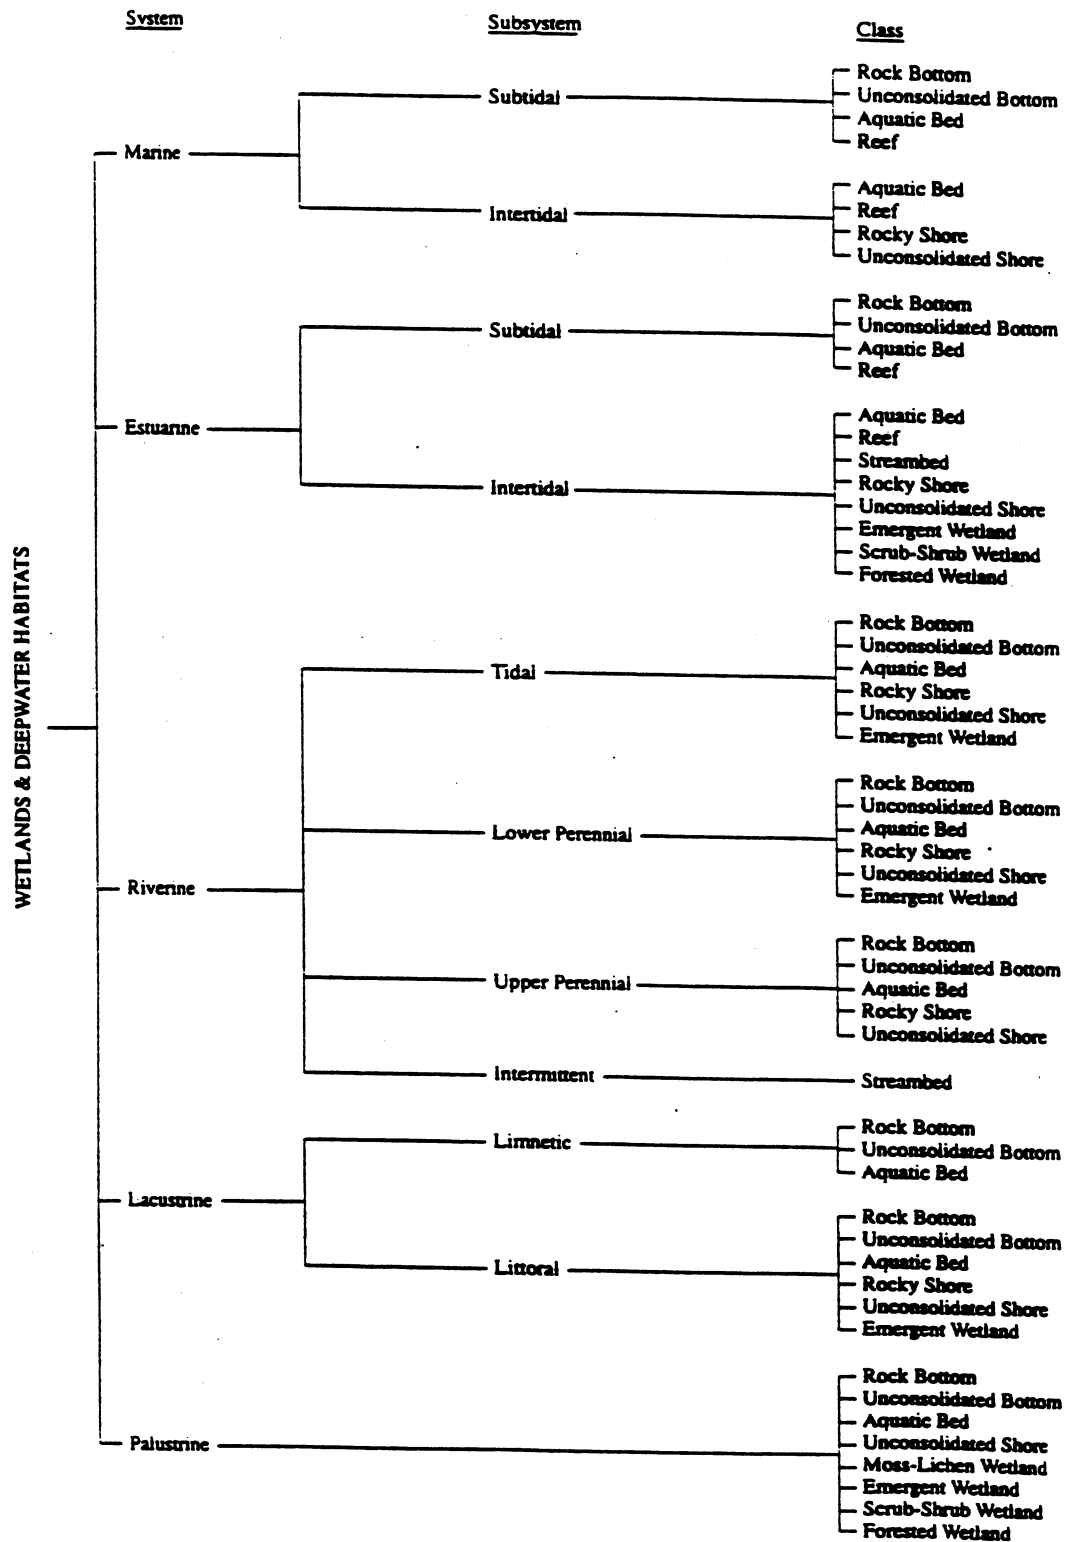 System Subsystem Class
Rock Bottom
Subtidal Unconsolidated Bottom
Aquatic Bed
Reef
Marine
Aquatic Bed
Intertidal Reef
Rocky Shore
Unconsolidated Shore
Rock Bottom
Subtidal Unconsolidated Bottom
Aquatic Bed
Reef
Estuarine
Aquatic Bed
Reef
Streambed
Intertidal Rocky Shore
Unconsolidated Shore
Emergent Wetland
Scrub-Shrub Wetland
Forested Wetland
WETLANDS & DEEPWATER HABITATS
Rock Bottom
Unconsolidated Bottom
Tidal Aquatic Bed
Rocky Shore
Unconsolidated Shore
Emergent Wetland
Rock Bottom
Unconsolidated Bottom
Lower Perennial Aquatic Bed
Rocky Shore
Unconsolidated Shore
Emergent Wetland
Riverine
Rock Bottom
Unconsolidated Bottom
Upper Perennial Aquatic Bed
Rocky Shore
Unconsolidated Shore
Intermittent Streambed
Rock Bottom
Limnetic Unconsolidated Bottom
Aquatic Bed
Lacustrine
Rock Bottom
Unconsolidated Bottom
Littoral Aquatic Bed
Rocky Shore
Unconsolidated Shore
Emergent Wetland
Rock Bottom
Unconsolidated Bottom
Aquatic Bed
Palustrine Unconsolidated Shore
Moss-Lichen Wetland
Emergent Wetland
Scrub-Shrub Wetland
Forested Wetland